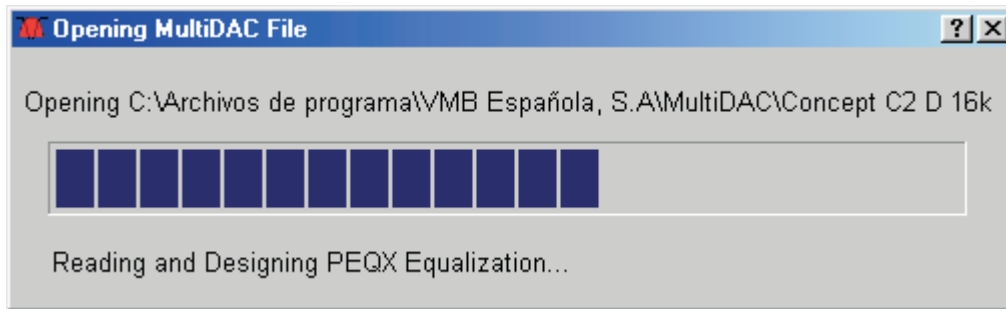 Opening MultiDAC File
Opening C:\Archivos de programa\VMB Española, S.A\MultiDAC\Concept C2 D 16k
Reading and Designing PEQX Equalization...